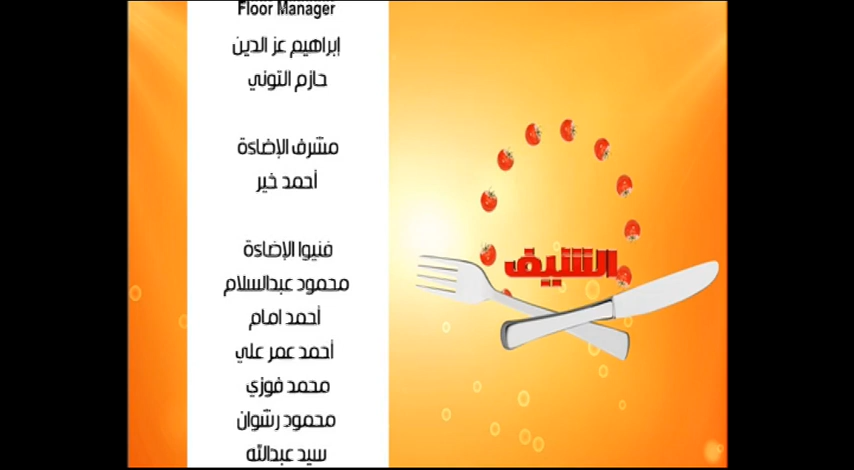 Floor Manager
إبراهيم عز الدين
حازم التوني
مشرف الإضاءة
أحمد خير
فنيوا الإضاءة
محمود عبدالسلام
أحمد امام
أحمد عمر علي
محمد فوزي
محمود رشوان
سيد عبدالله
الشيف